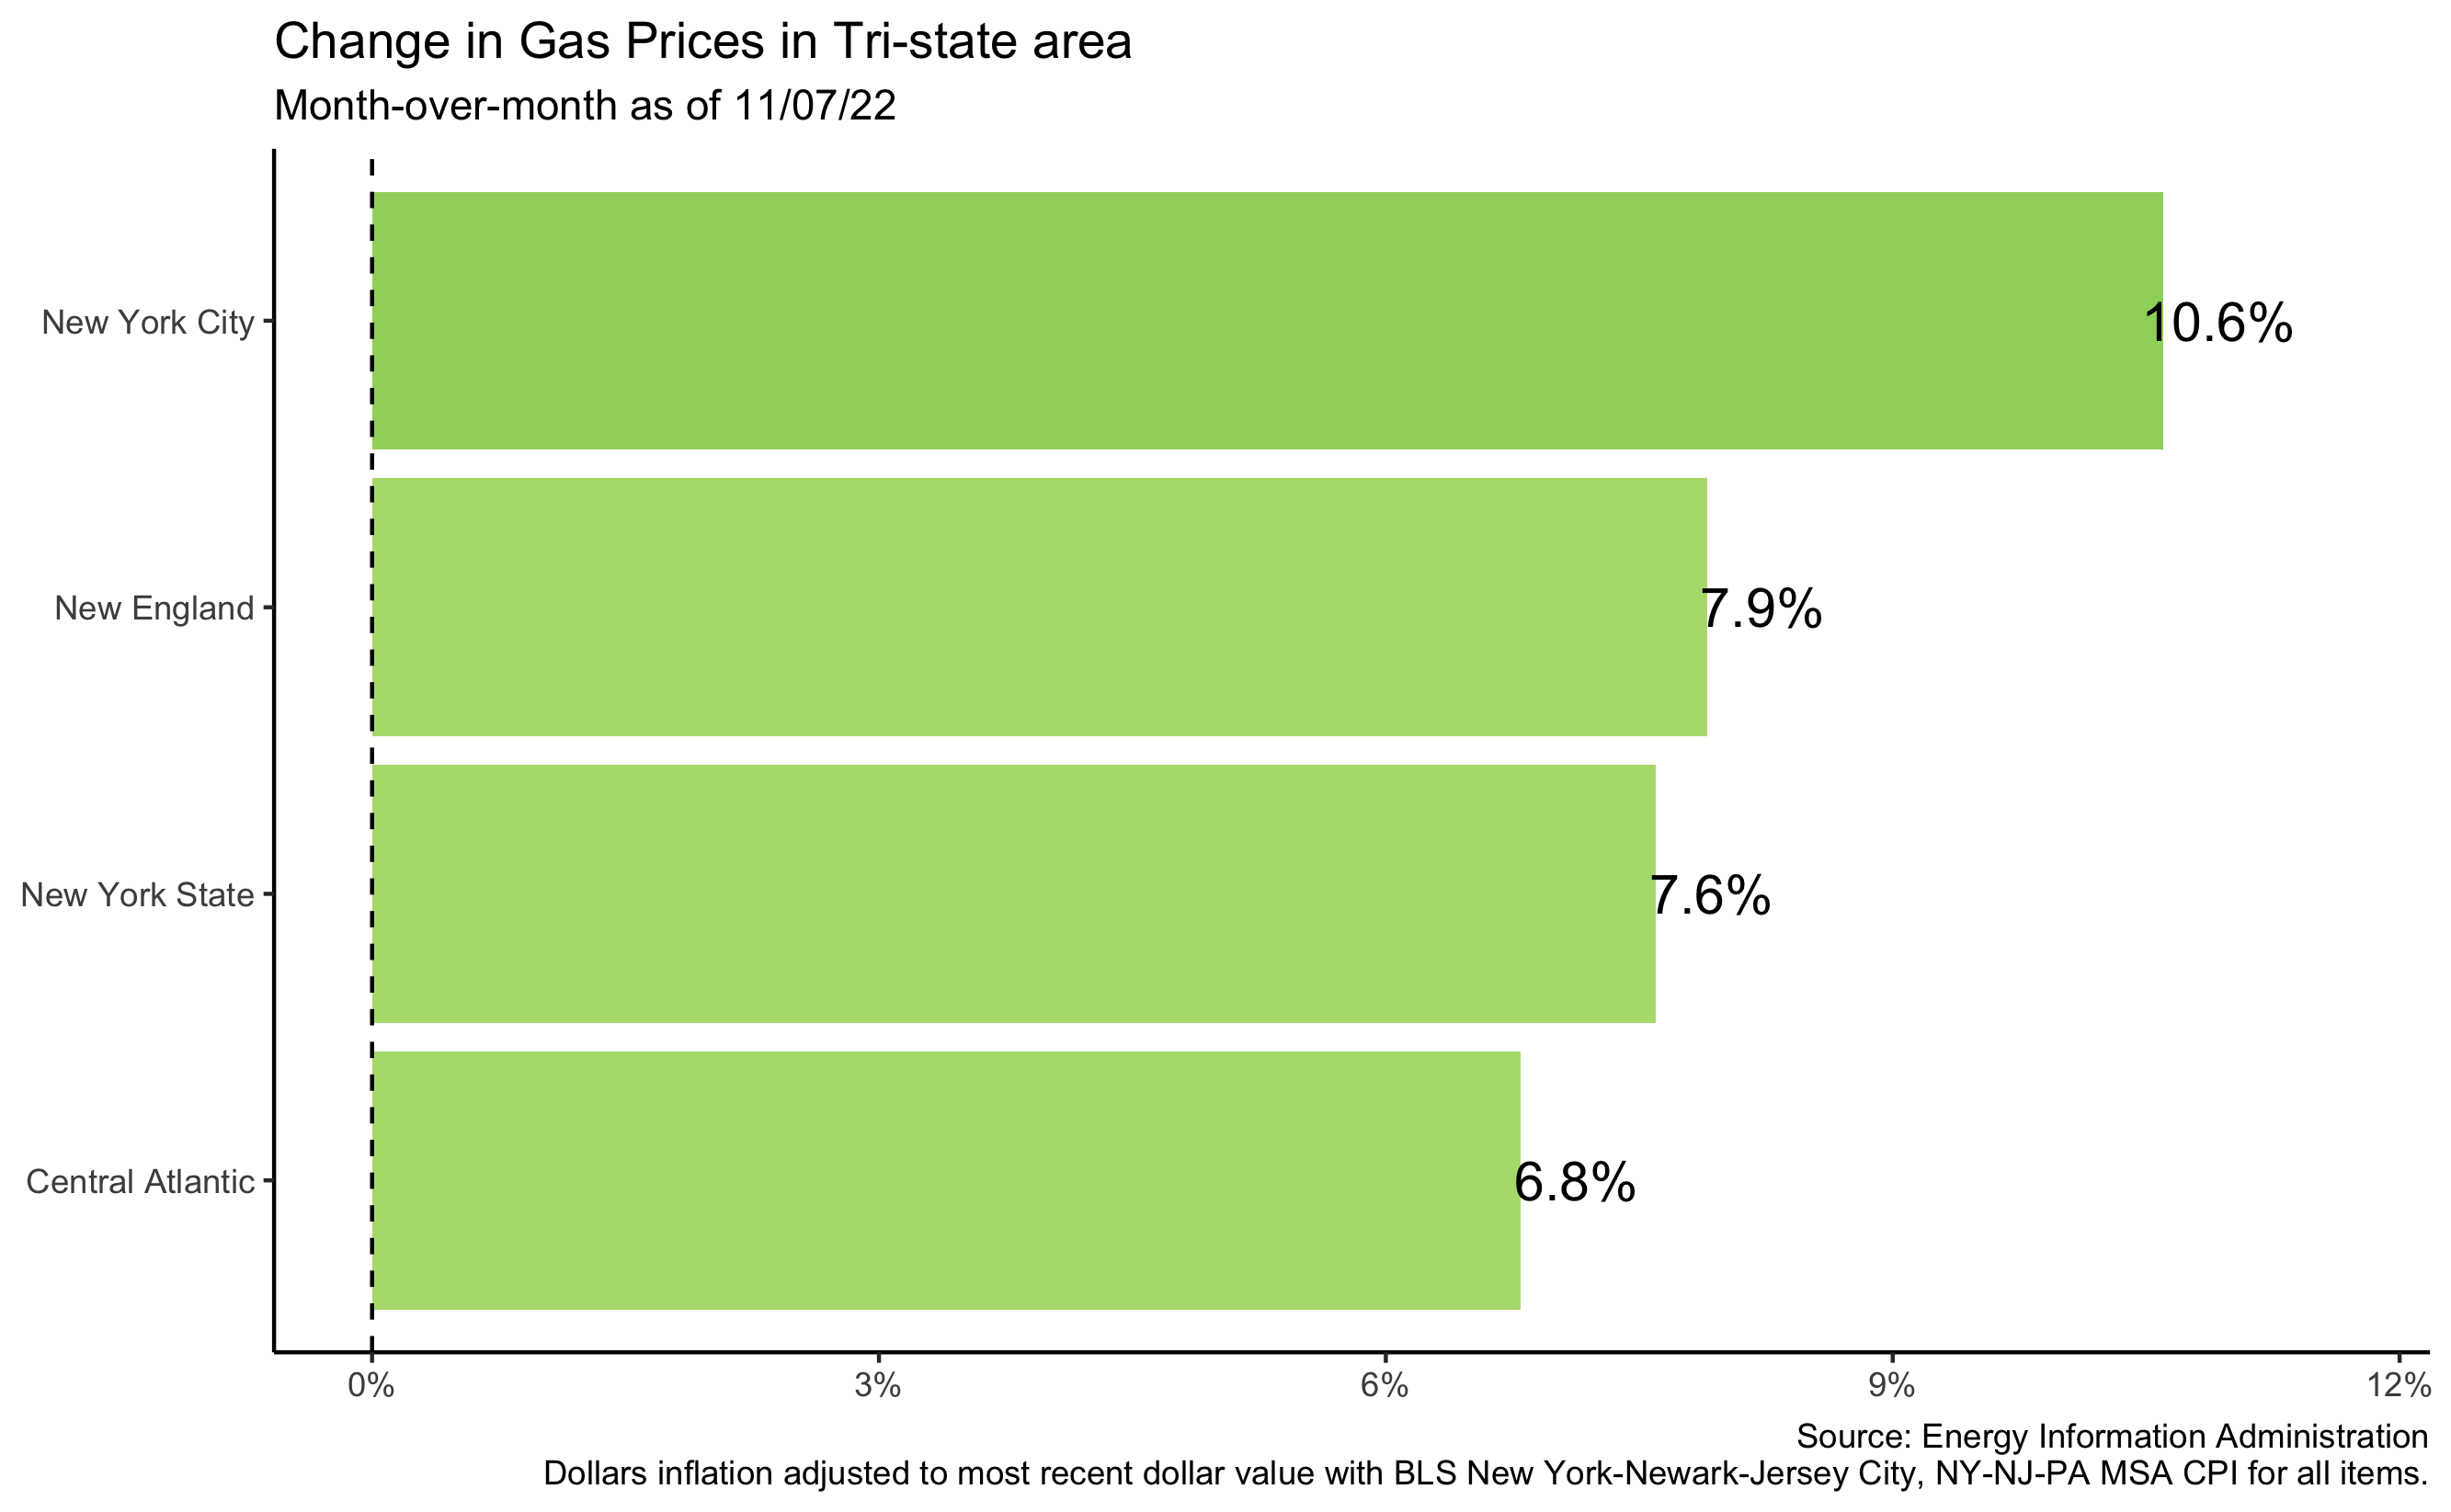 Change in Gas Prices in Tri-state area
Month-over-month as of 11/07/22
New York City
10.6%
New England
7.9%
New York State
7.6%
Central Atlantic
6.8%
0%
3%
6%
9%
12%
Source: Energy Information Administration
Dollars inflation adjusted to most recent dollar value with BLS New York-Newark-Jersey City, NY-NJ-PA MSA CPI for all items.